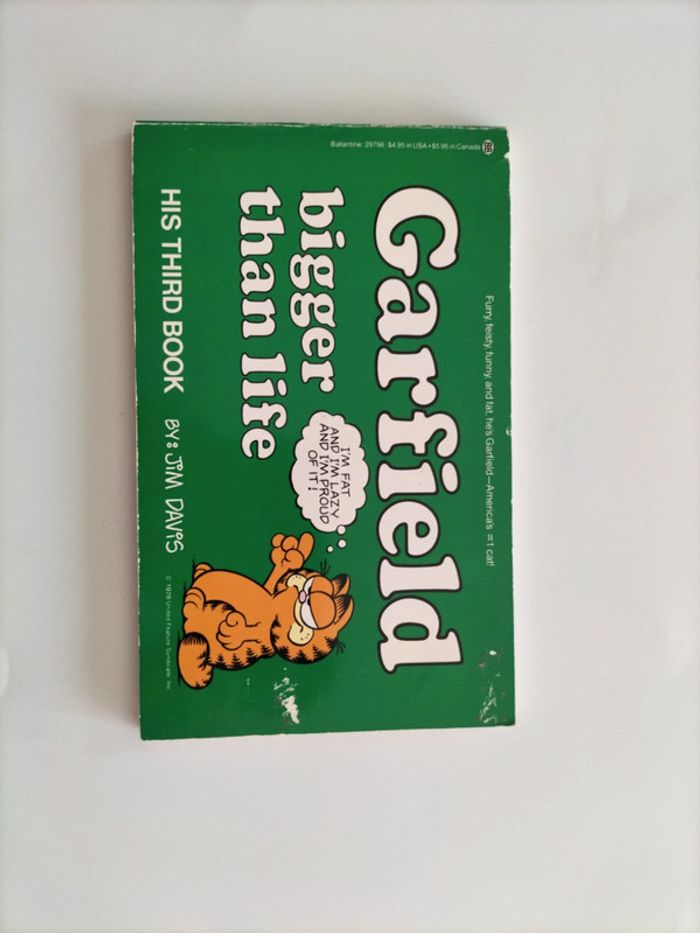 Ballantine 29796 $4.95 in USA • $5.95 in Canada
Furry, feisty, funny, and fat, he's Garfield—America's #1 cat!
Garfield
bigger
than life
I'M FAT
AND I'M LAZY
AND I'M PROUD
OF IT!
HIS THIRD BOOK BY: JIM DAVIS
© 1978 United Feature Syndicate, Inc.